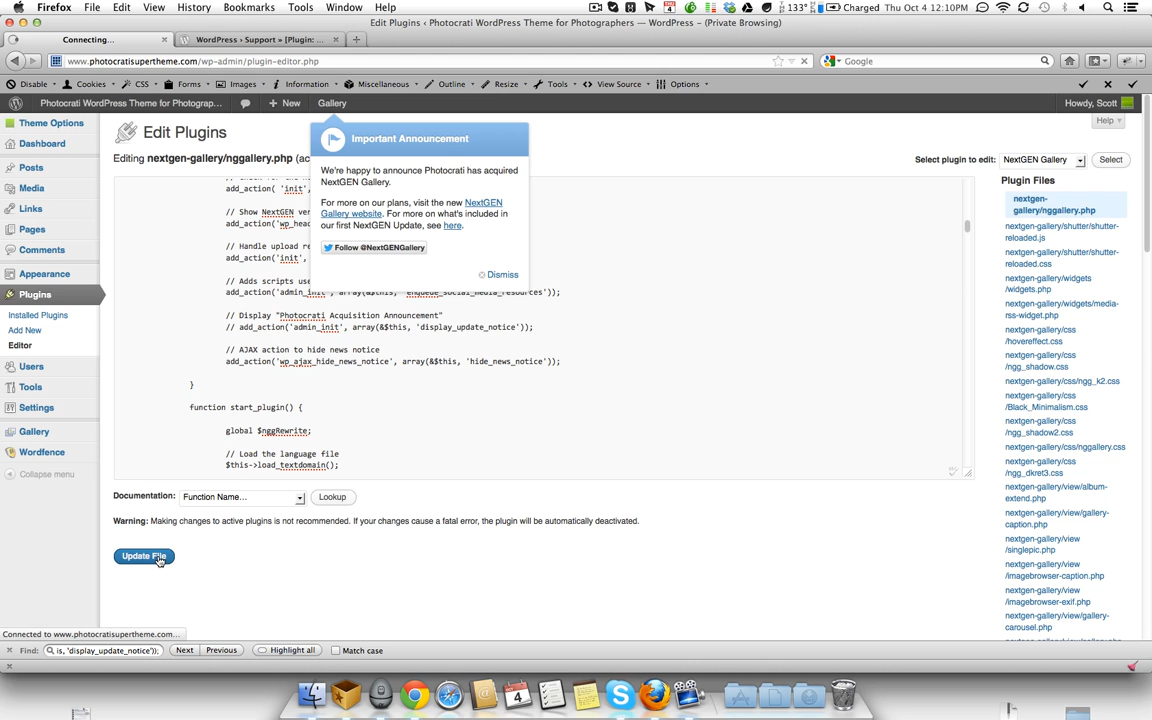 Firefox File Edit View History Bookmarks Tools Window Help
133° Charged Thu Oct 4 12:10PM
Edit Plugins ‹ Photocrati WordPress Theme for Photographers — WordPress – (Private Browsing)
Connecting...
WordPress › Support » [Plugin: ...
www.photocratisupertheme.com/wp-admin/plugin-editor.php
Google
Disable Cookies CSS Forms Images Information Miscellaneous Outline Resize Tools View Source Options
Photocrati WordPress Theme for Photograp... New Gallery Howdy, Scott
Theme Options
Dashboard
Posts
Media
Links
Pages
Comments
Appearance
Plugins
Installed Plugins
Add New
Editor
Users
Tools
Settings
Gallery
Wordfence
Collapse menu
Help
Edit Plugins
Editing nextgen-gallery/nggallery.php (ac
Select plugin to edit: NextGEN Gallery Select
Important Announcement
We're happy to announce Photocrati has acquired
NextGEN Gallery.
For more on our plans, visit the new NextGEN
Gallery website. For more on what's included in
our first NextGEN Update, see here.
Follow @NextGENGallery
Dismiss
add_action( 'init',
// Show NextGEN ver
add_action('wp_hea
// Handle upload re
add_action( 'init',
// Adds scripts use
add_action('admin_init', array(&$this, 'enqueue_social_media_resources'));
// Display "Photocrati Acquisition Announcement"
// add_action('admin_init', array(&$this, 'display_update_notice'));
// AJAX action to hide news notice
add_action('wp_ajax_hide_news_notice', array(&$this, 'hide_news_notice'));
}
function start_plugin() {
global $nggRewrite;
// Load the language file
$this->load_textdomain();
Documentation: Function Name... Lookup
Warning: Making changes to active plugins is not recommended. If your changes cause a fatal error, the plugin will be automatically deactivated.
Update File
Plugin Files
nextgen-
gallery/nggallery.php
nextgen-gallery/shutter/shutter-
reloaded.js
nextgen-gallery/shutter/shutter-
reloaded.css
nextgen-gallery/widgets
/widgets.php
nextgen-gallery/widgets/media-
rss-widget.php
nextgen-gallery/css
/hovereffect.css
nextgen-gallery/css
/ngg_shadow.css
nextgen-gallery/css/ngg_k2.css
nextgen-gallery/css
/Black_Minimalism.css
nextgen-gallery/css
/ngg_shadow2.css
nextgen-gallery/css/nggallery.css
nextgen-gallery/css
/ngg_dkret3.css
nextgen-gallery/view/album-
extend.php
nextgen-gallery/view/gallery-
caption.php
nextgen-gallery/view
/singlepic.php
nextgen-gallery/view
/imagebrowser-caption.php
nextgen-gallery/view
/imagebrowser-exif.php
nextgen-gallery/view/gallery-
carousel.php
Connected to www.photocratisupertheme.com...
Find: is, 'display_update_notice')); Next Previous Highlight all Match case